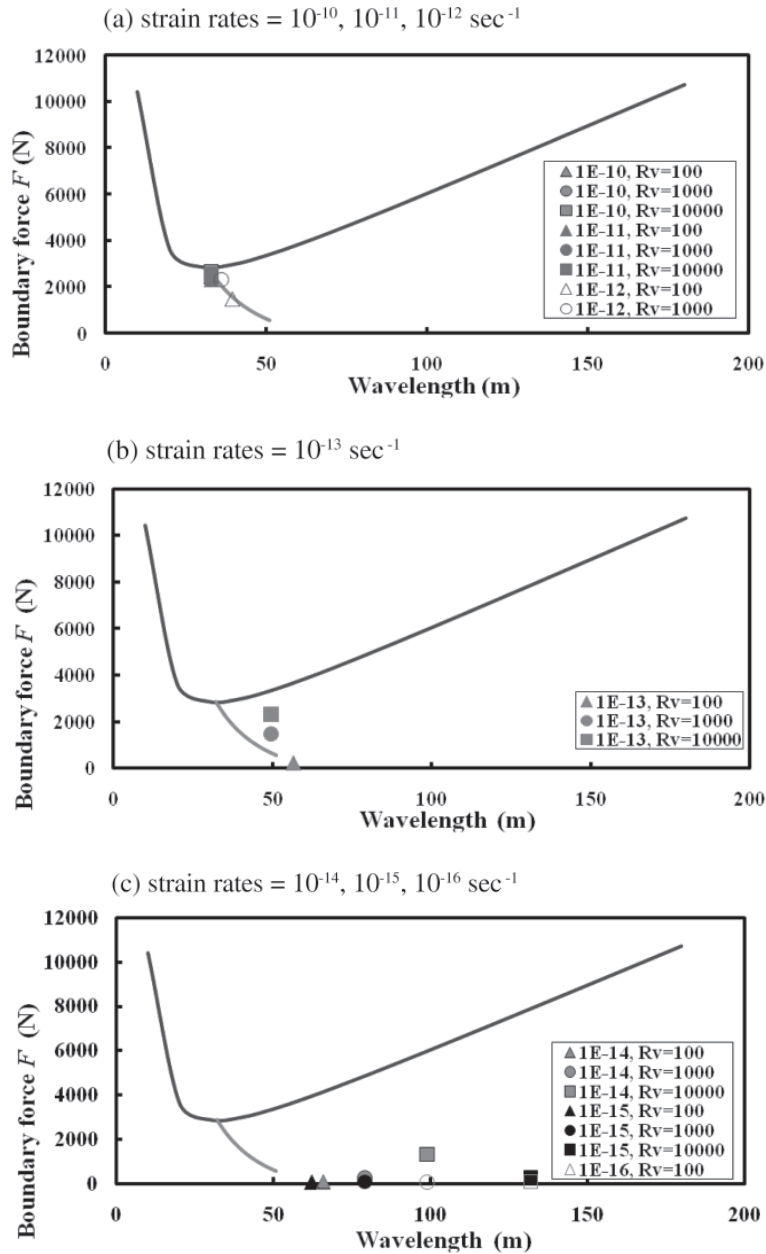 (a) strain rates = 10⁻¹⁰, 10⁻¹¹, 10⁻¹² sec⁻¹
12000
10000
8000
6000
4000
2000
0
Boundary force F (N)
1E-10, Rv=100
1E-10, Rv=1000
1E-10, Rv=10000
1E-11, Rv=100
1E-11, Rv=1000
1E-11, Rv=10000
1E-12, Rv=100
1E-12, Rv=1000
0 50 100 150 200
Wavelength (m)
(b) strain rates = 10⁻¹³ sec⁻¹
12000
10000
8000
6000
4000
2000
0
Boundary force F (N)
1E-13, Rv=100
1E-13, Rv=1000
1E-13, Rv=10000
0 50 100 150 200
Wavelength (m)
(c) strain rates = 10⁻¹⁴, 10⁻¹⁵, 10⁻¹⁶ sec⁻¹
12000
10000
8000
6000
4000
2000
0
Boundary force F (N)
1E-14, Rv=100
1E-14, Rv=1000
1E-14, Rv=10000
1E-15, Rv=100
1E-15, Rv=1000
1E-15, Rv=10000
1E-16, Rv=100
0 50 100 150 200
Wavelength (m)